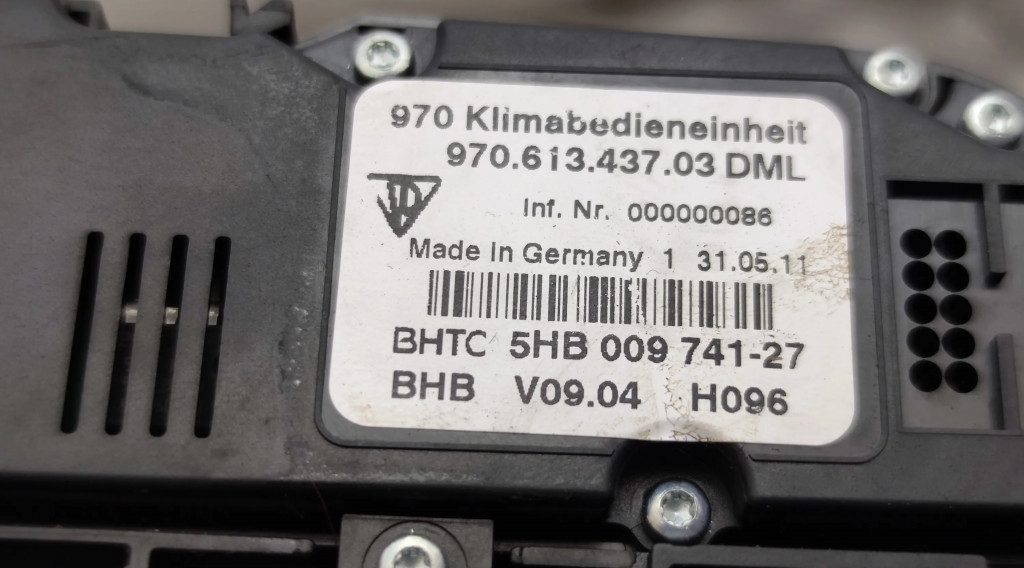 970 Klimabedieneinheit
970.613.437.03 DML
Inf. Nr. 000000086
Made In Germany 1 31.05.11
BHTC 5HB 009 741-27
BHB V09.04 H096